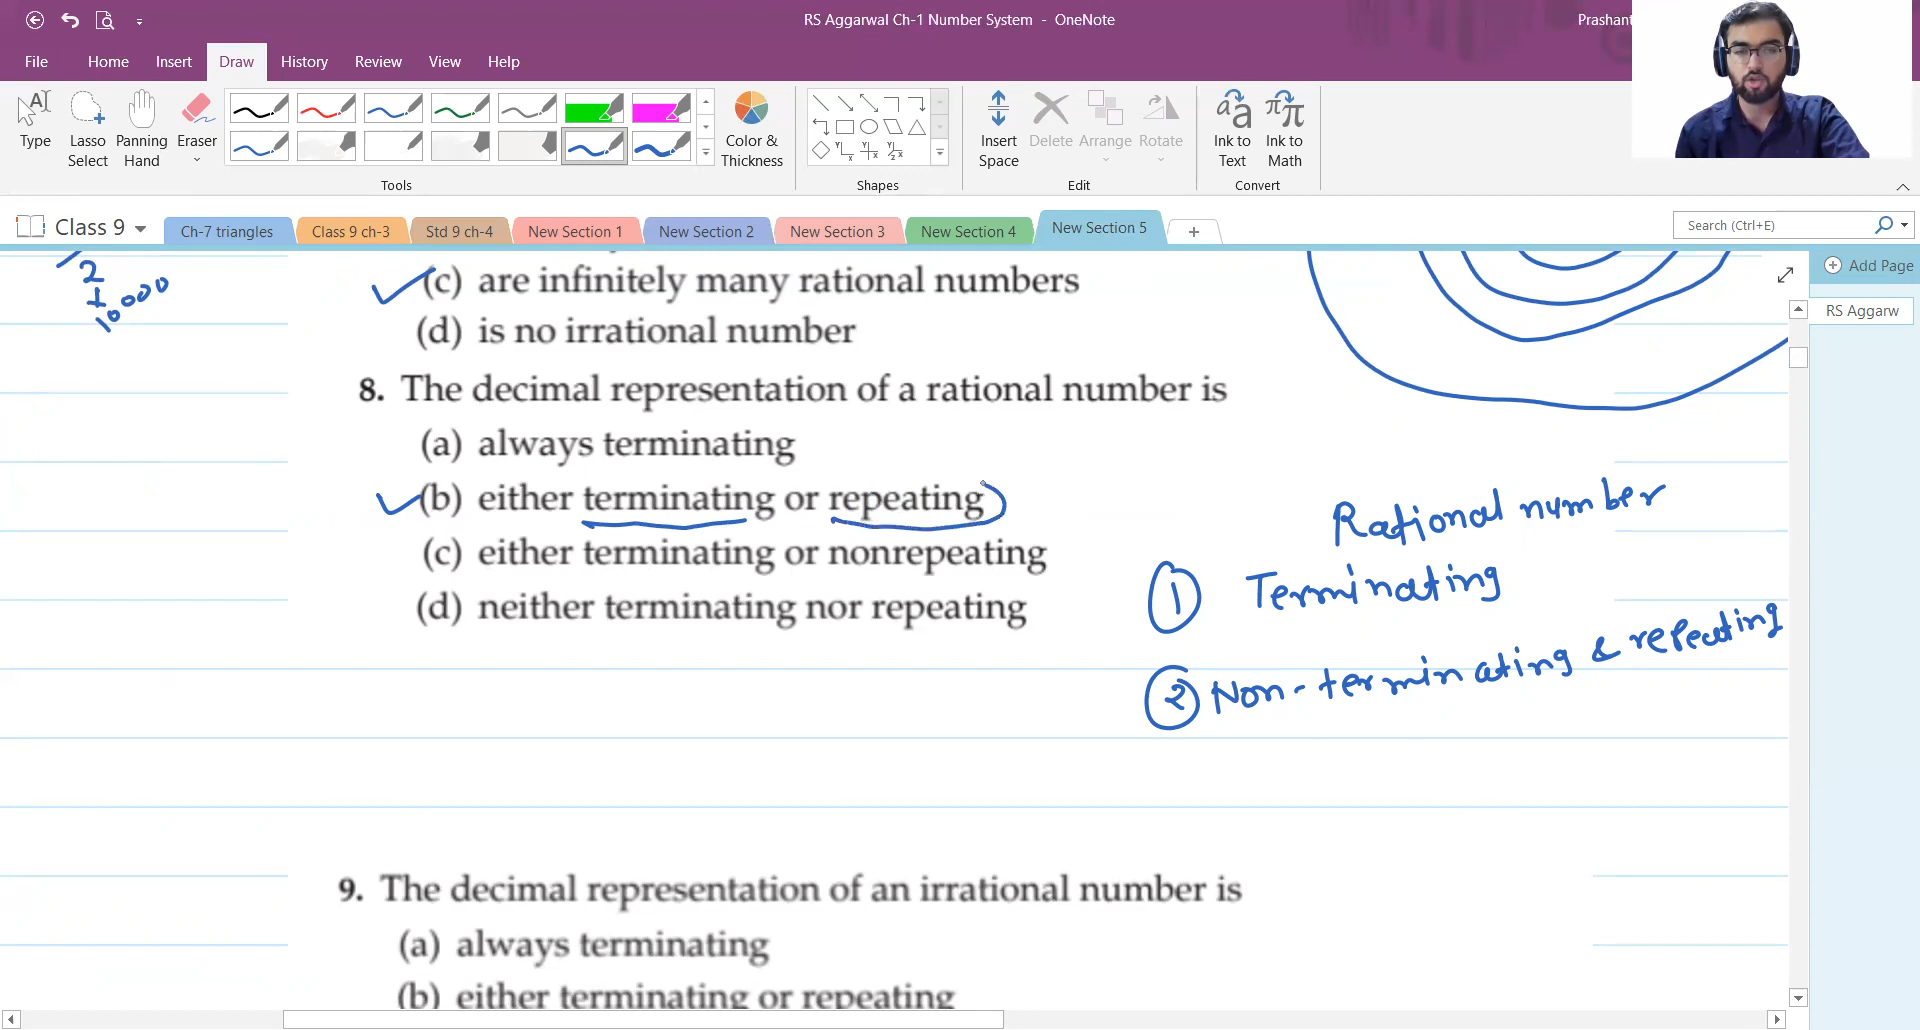 RS Aggarwal Ch-1 Number System - OneNote
Prashant
File Home Insert Draw History Review View Help
Type
Lasso Select
Panning Hand
Eraser
Color & Thickness
Insert Space
Delete
Arrange
Rotate
Ink to Text
Ink to Math
Tools
Shapes
Edit
Convert
Class 9
Ch-7 triangles
Class 9 ch-3
Std 9 ch-4
New Section 1
New Section 2
New Section 3
New Section 4
New Section 5
+
Search (Ctrl+E)
Add Page
RS Aggarw
2
(c) are infinitely many rational numbers
(d) is no irrational number
8. The decimal representation of a rational number is
(a) always terminating
(b) either terminating or repeating
(c) either terminating or nonrepeating
(d) neither terminating nor repeating
Rational number
1 Terminating
2 Non-terminating & repeating
9. The decimal representation of an irrational number is
(a) always terminating
(b) either terminating or repeating